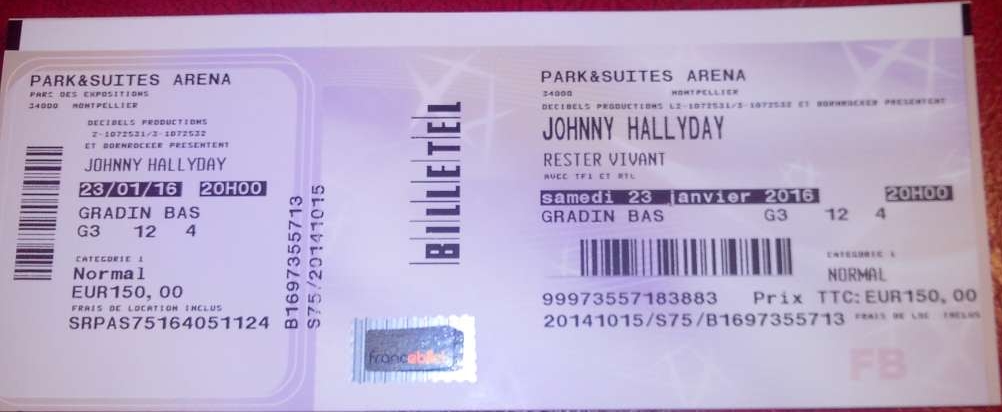 PARK&SUITES ARENA
PARC DES EXPOSITIONS
34000 MONTPELLIER
DECIBELS PRODUCTIONS
2-1072531/3-1072532
ET BORNROCKER PRESENTENT
JOHNNY HALLYDAY
23/01/16 20H00
GRADIN BAS
G3 12 4
CATEGORIE 1
Normal
EUR150,00
FRAIS DE LOCATION INCLUS
SRPAS75164051124
B1697355713
S75/20141015
BILLETEL
francebillet
PARK&SUITES ARENA
34000 MONTPELLIER
DECIBELS PRODUCTIONS L2-1072531/3-1072532 ET BORNROCKER PRESENTENT
JOHNNY HALLYDAY
RESTER VIVANT
AVEC TF1 ET RTL
samedi 23 janvier 2016 20H00
GRADIN BAS G3 12 4
CATEGORIE 1
NORMAL
99973557183883 Prix TTC:EUR150,00
20141015/S75/B1697355713 FRAIS DE LOC INCLUS
FB